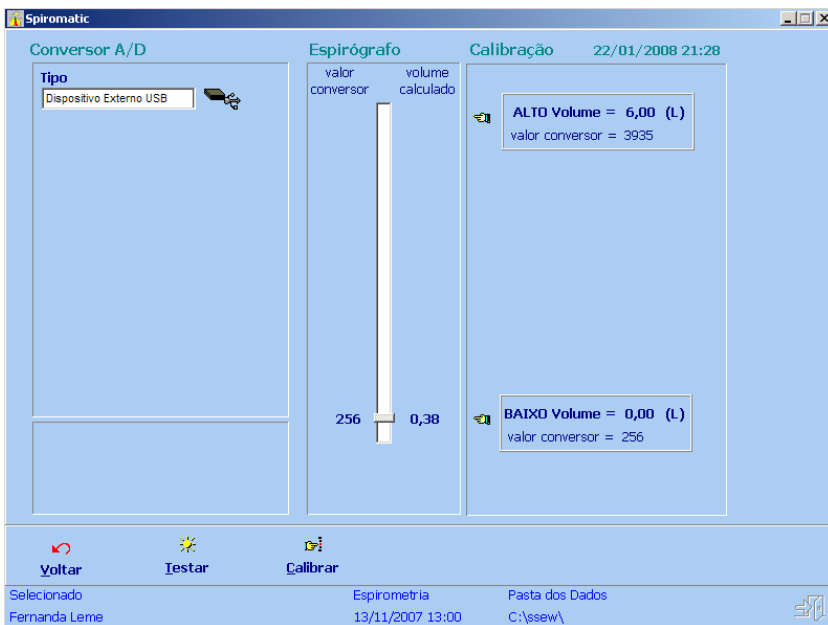 Spiromatic
Conversor A/D
Tipo
Dispositivo Externo USB
Espirógrafo
valor conversor
volume calculado
256
0,38
Calibração
22/01/2008 21:28
ALTO Volume = 6,00 (L)
valor conversor = 3935
BAIXO Volume = 0,00 (L)
valor conversor = 256
Voltar
Testar
Calibrar
Selecionado
Fernanda Leme
Espirometria
13/11/2007 13:00
Pasta dos Dados
C:\ssew\